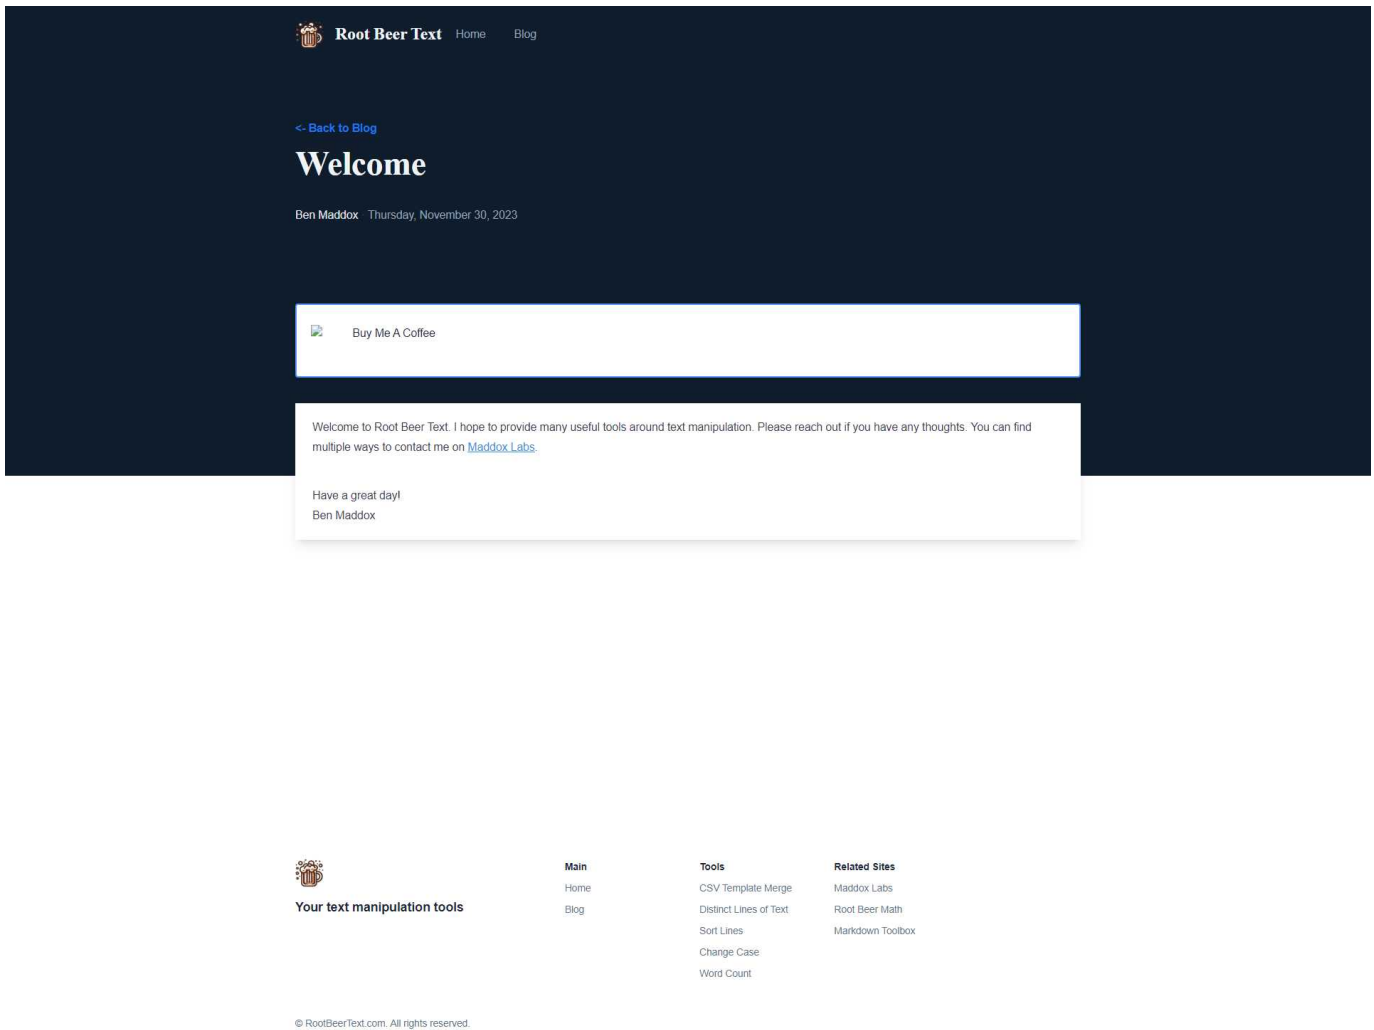 Root Beer Text Home Blog
<- Back to Blog
Welcome
Ben Maddox Thursday, November 30, 2023
Buy Me A Coffee
Welcome to Root Beer Text. I hope to provide many useful tools around text manipulation. Please reach out if you have any thoughts. You can find
multiple ways to contact me on Maddox Labs.
Have a great day!
Ben Maddox
Your text manipulation tools
Main
Home
Blog
Tools
CSV Template Merge
Distinct Lines of Text
Sort Lines
Change Case
Word Count
Related Sites
Maddox Labs
Root Beer Math
Markdown Toolbox
© RootBeerText.com. All rights reserved.